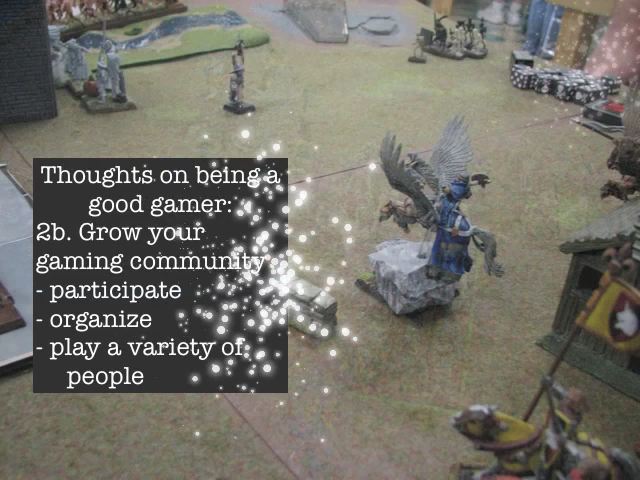 Thoughts on being a
good gamer:
2b. Grow your
gaming community
- participate
- organize
- play a variety of
people